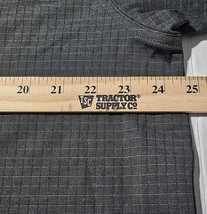 20 21 22 23 24 25
TSC TRACTOR
SUPPLY CO